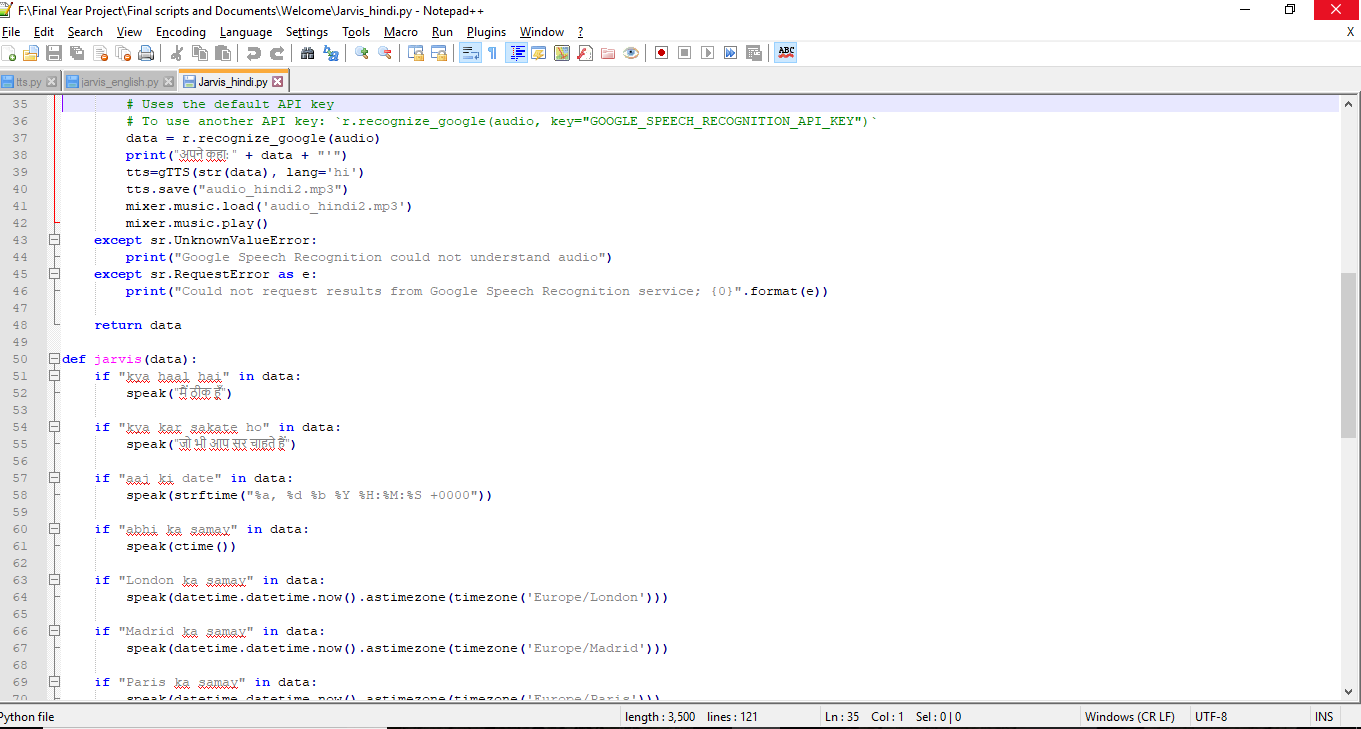 F:\Final Year Project\Final scripts and Documents\Welcome\Jarvis_hindi.py - Notepad++
File Edit Search View Encoding Language Settings Tools Macro Run Plugins Window ? X
tts.py jarvis_english.py Jarvis_hindi.py
35 # Uses the default API key
36 # To use another API key: `r.recognize_google(audio, key="GOOGLE_SPEECH_RECOGNITION_API_KEY")`
37 data = r.recognize_google(audio)
38 print("अपने कहाः " + data + "'")
39 tts=gTTS(str(data), lang='hi')
40 tts.save("audio_hindi2.mp3")
41 mixer.music.load('audio_hindi2.mp3')
42 mixer.music.play()
43 except sr.UnknownValueError:
44 print("Google Speech Recognition could not understand audio")
45 except sr.RequestError as e:
46 print("Could not request results from Google Speech Recognition service; {0}".format(e))
47
48 return data
49
50 def jarvis(data):
51 if "kya haal hai" in data:
52 speak("मैं ठीक हूँ")
53
54 if "kya kar sakate ho" in data:
55 speak("जो भी आप सर चाहते हैं")
56
57 if "aaj ki date" in data:
58 speak(strftime("%a, %d %b %Y %H:%M:%S +0000"))
59
60 if "abhi ka samay" in data:
61 speak(ctime())
62
63 if "London ka samay" in data:
64 speak(datetime.datetime.now().astimezone(timezone('Europe/London')))
65
66 if "Madrid ka samay" in data:
67 speak(datetime.datetime.now().astimezone(timezone('Europe/Madrid')))
68
69 if "Paris ka samay" in data:
70 speak(datetime.datetime.now().astimezone(timezone('Europe/Paris')))
Python file length : 3,500 lines : 121 Ln : 35 Col : 1 Sel : 0 | 0 Windows (CR LF) UTF-8 INS